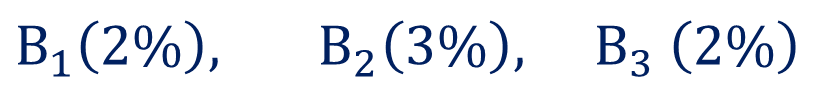 B₁(2%), B₂(3%), B₃ (2%)